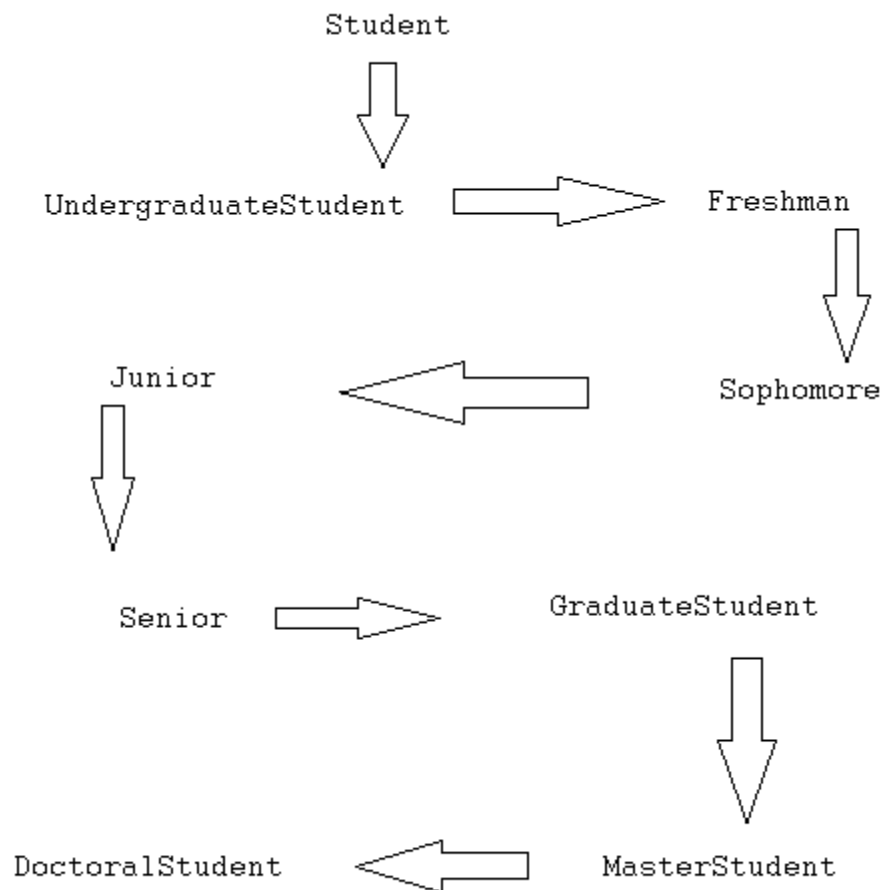 Student
UndergraduateStudent
Freshman
Sophomore
Junior
Senior
GraduateStudent
MasterStudent
DoctoralStudent